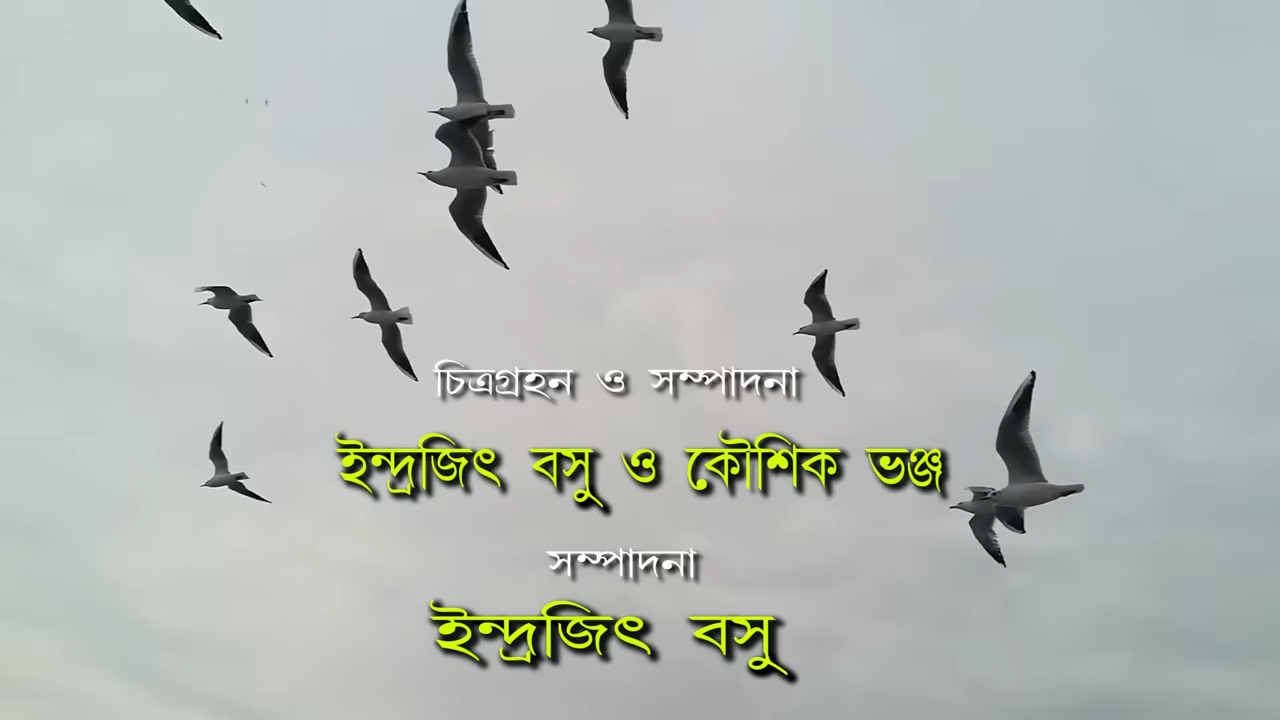 চিত্রগ্রহন ও সম্পাদনা
ইন্দ্রজিৎ বসু ও কৌশিক ভঞ্জ
সম্পাদনা
ইন্দ্রজিৎ বসু